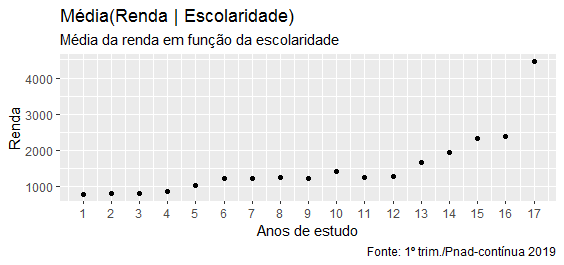 Média(Renda | Escolaridade)
Média da renda em função da escolaridade
Renda
4000
3000
2000
1000
1 2 3 4 5 6 7 8 9 10 11 12 13 14 15 16 17
Anos de estudo
Fonte: 1º trim./Pnad-contínua 2019